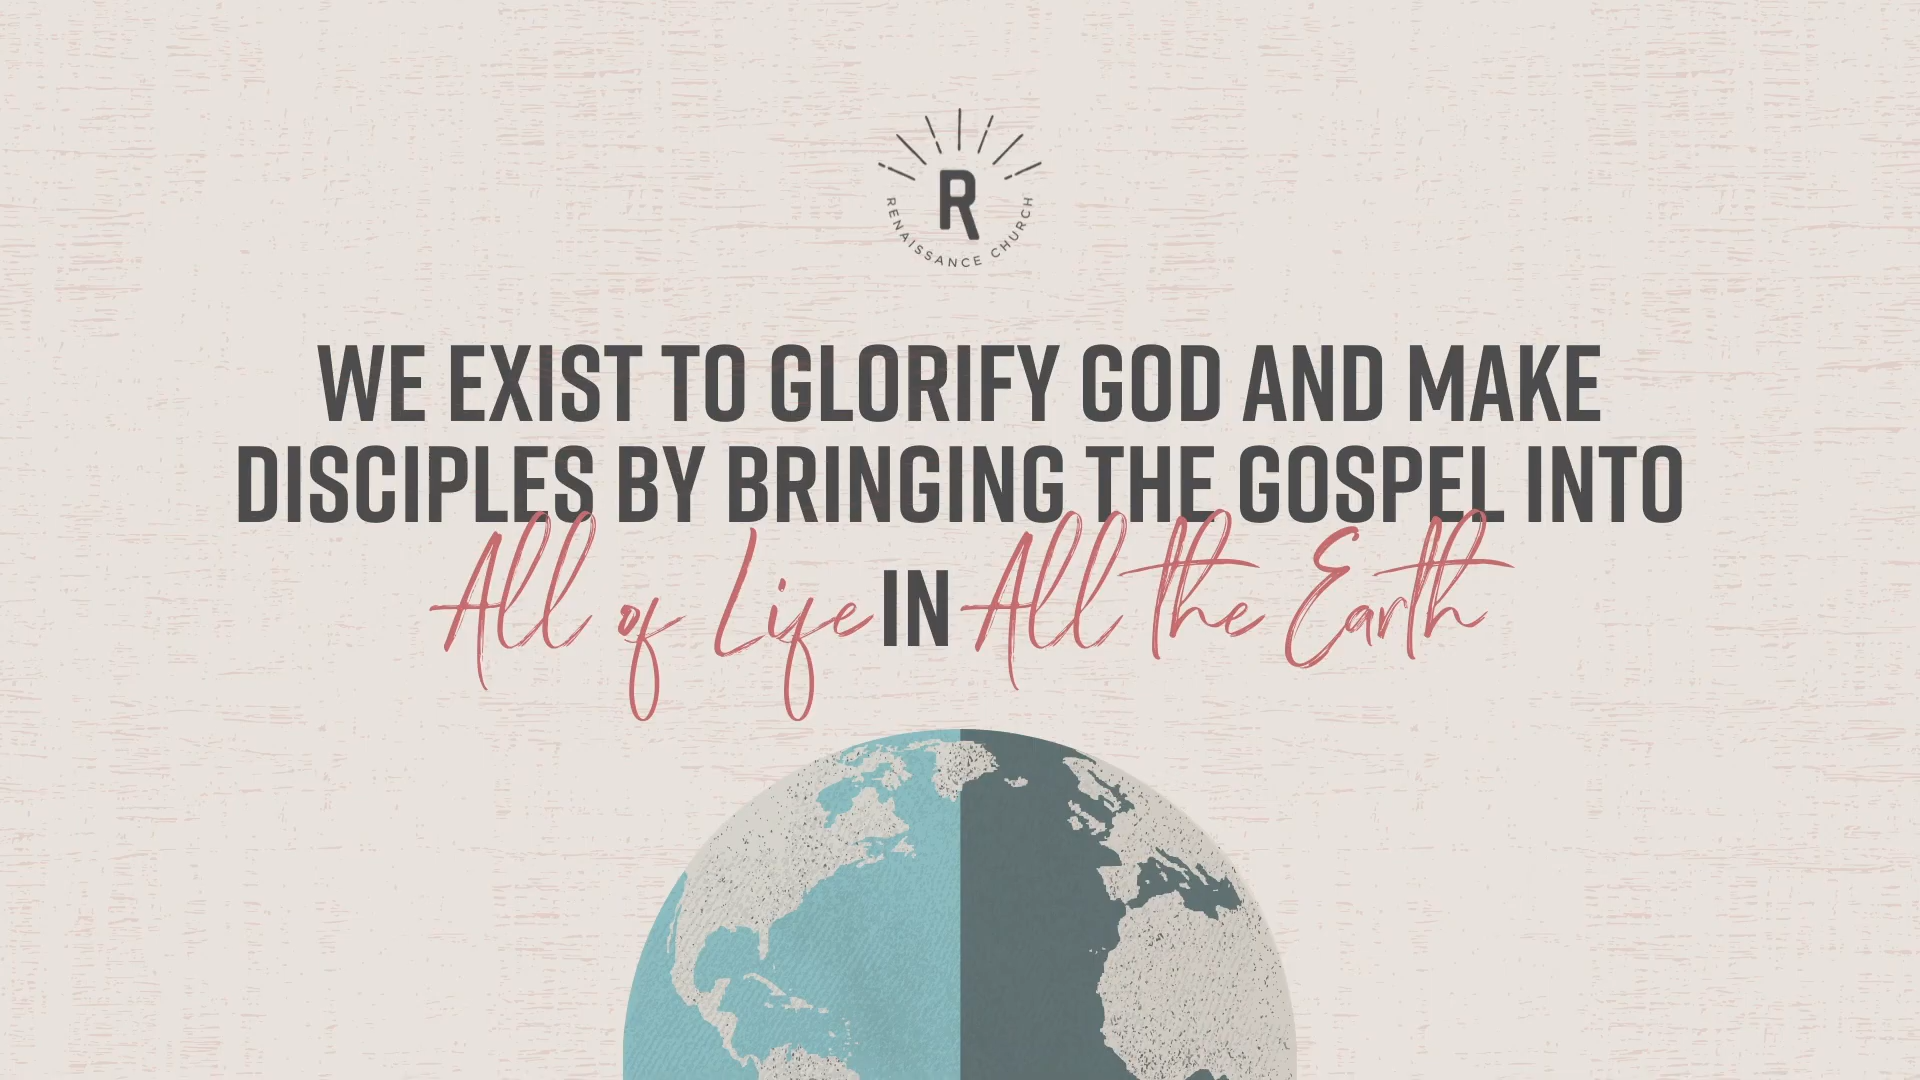 R
RENAISSANCE CHURCH
WE EXIST TO GLORIFY GOD AND MAKE
DISCIPLES BY BRINGING THE GOSPEL INTO
All of Life IN All the Earth